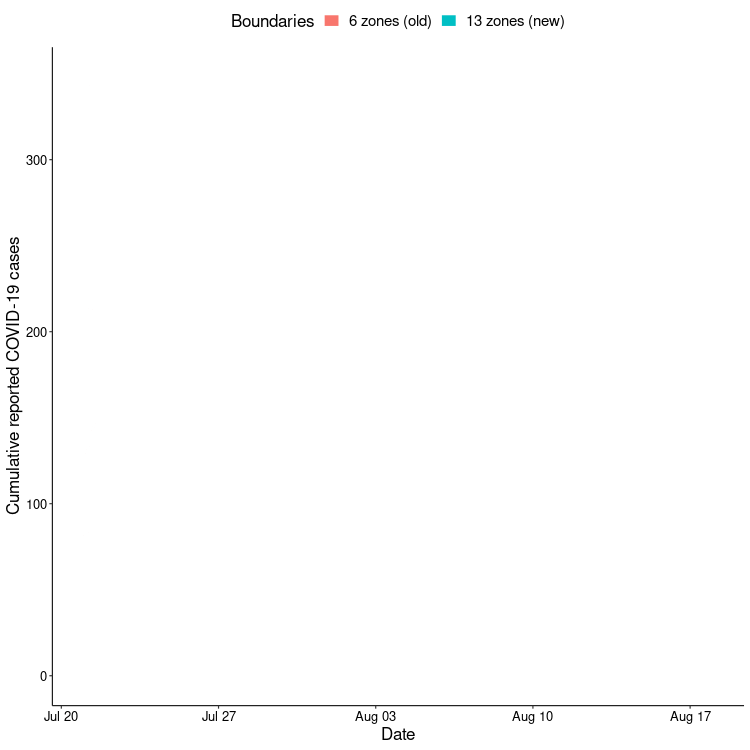 Boundaries 6 zones (old) 13 zones (new)
Cumulative reported COVID-19 cases
300
200
100
0
Jul 20 Jul 27 Aug 03 Aug 10 Aug 17
Date